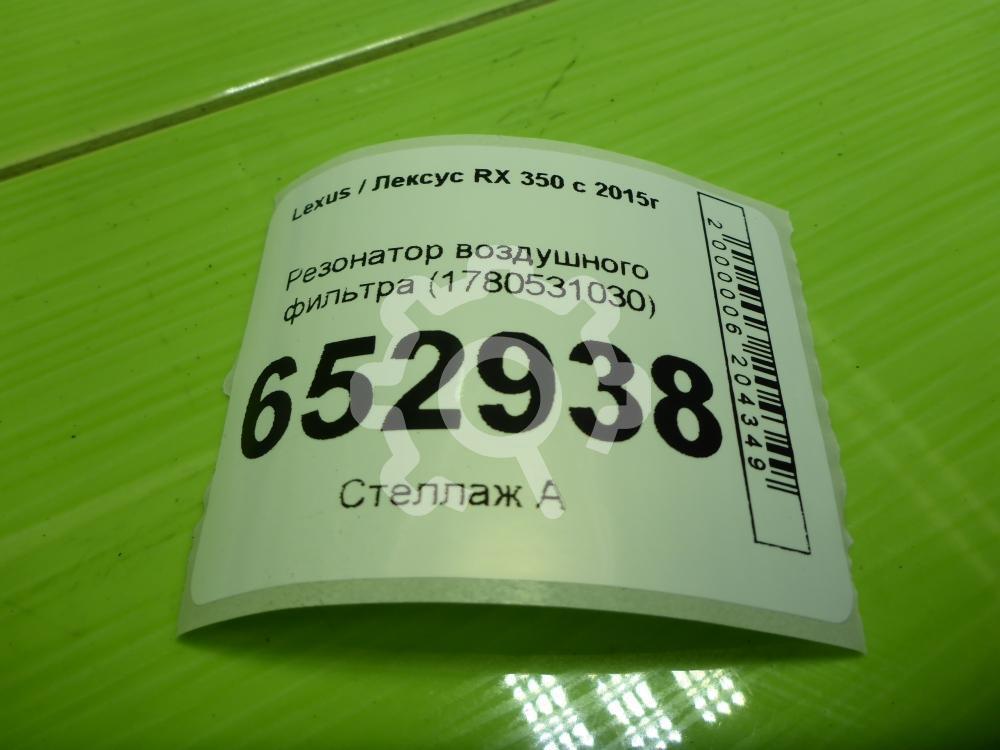 Lexus / Лексус RX 350 с 2015г
Резонатор воздушного
фильтра (1780531030)
652938
Стеллаж А
2000006204349